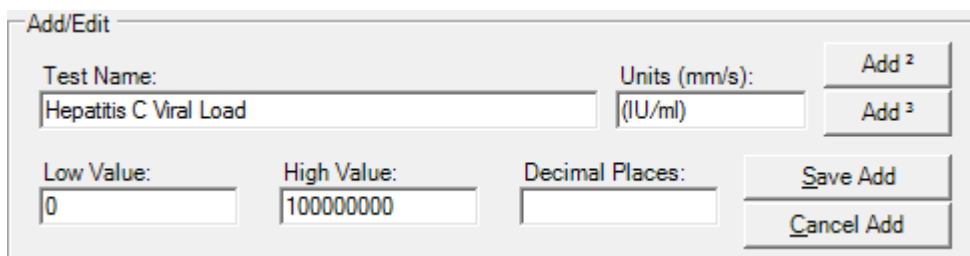 Add/Edit
Test Name:
Units (mm/s):
Add ²
Hepatitis C Viral Load
(IU/ml)
Add ³
Low Value:
High Value:
Decimal Places:
Save Add
0
100000000
Cancel Add